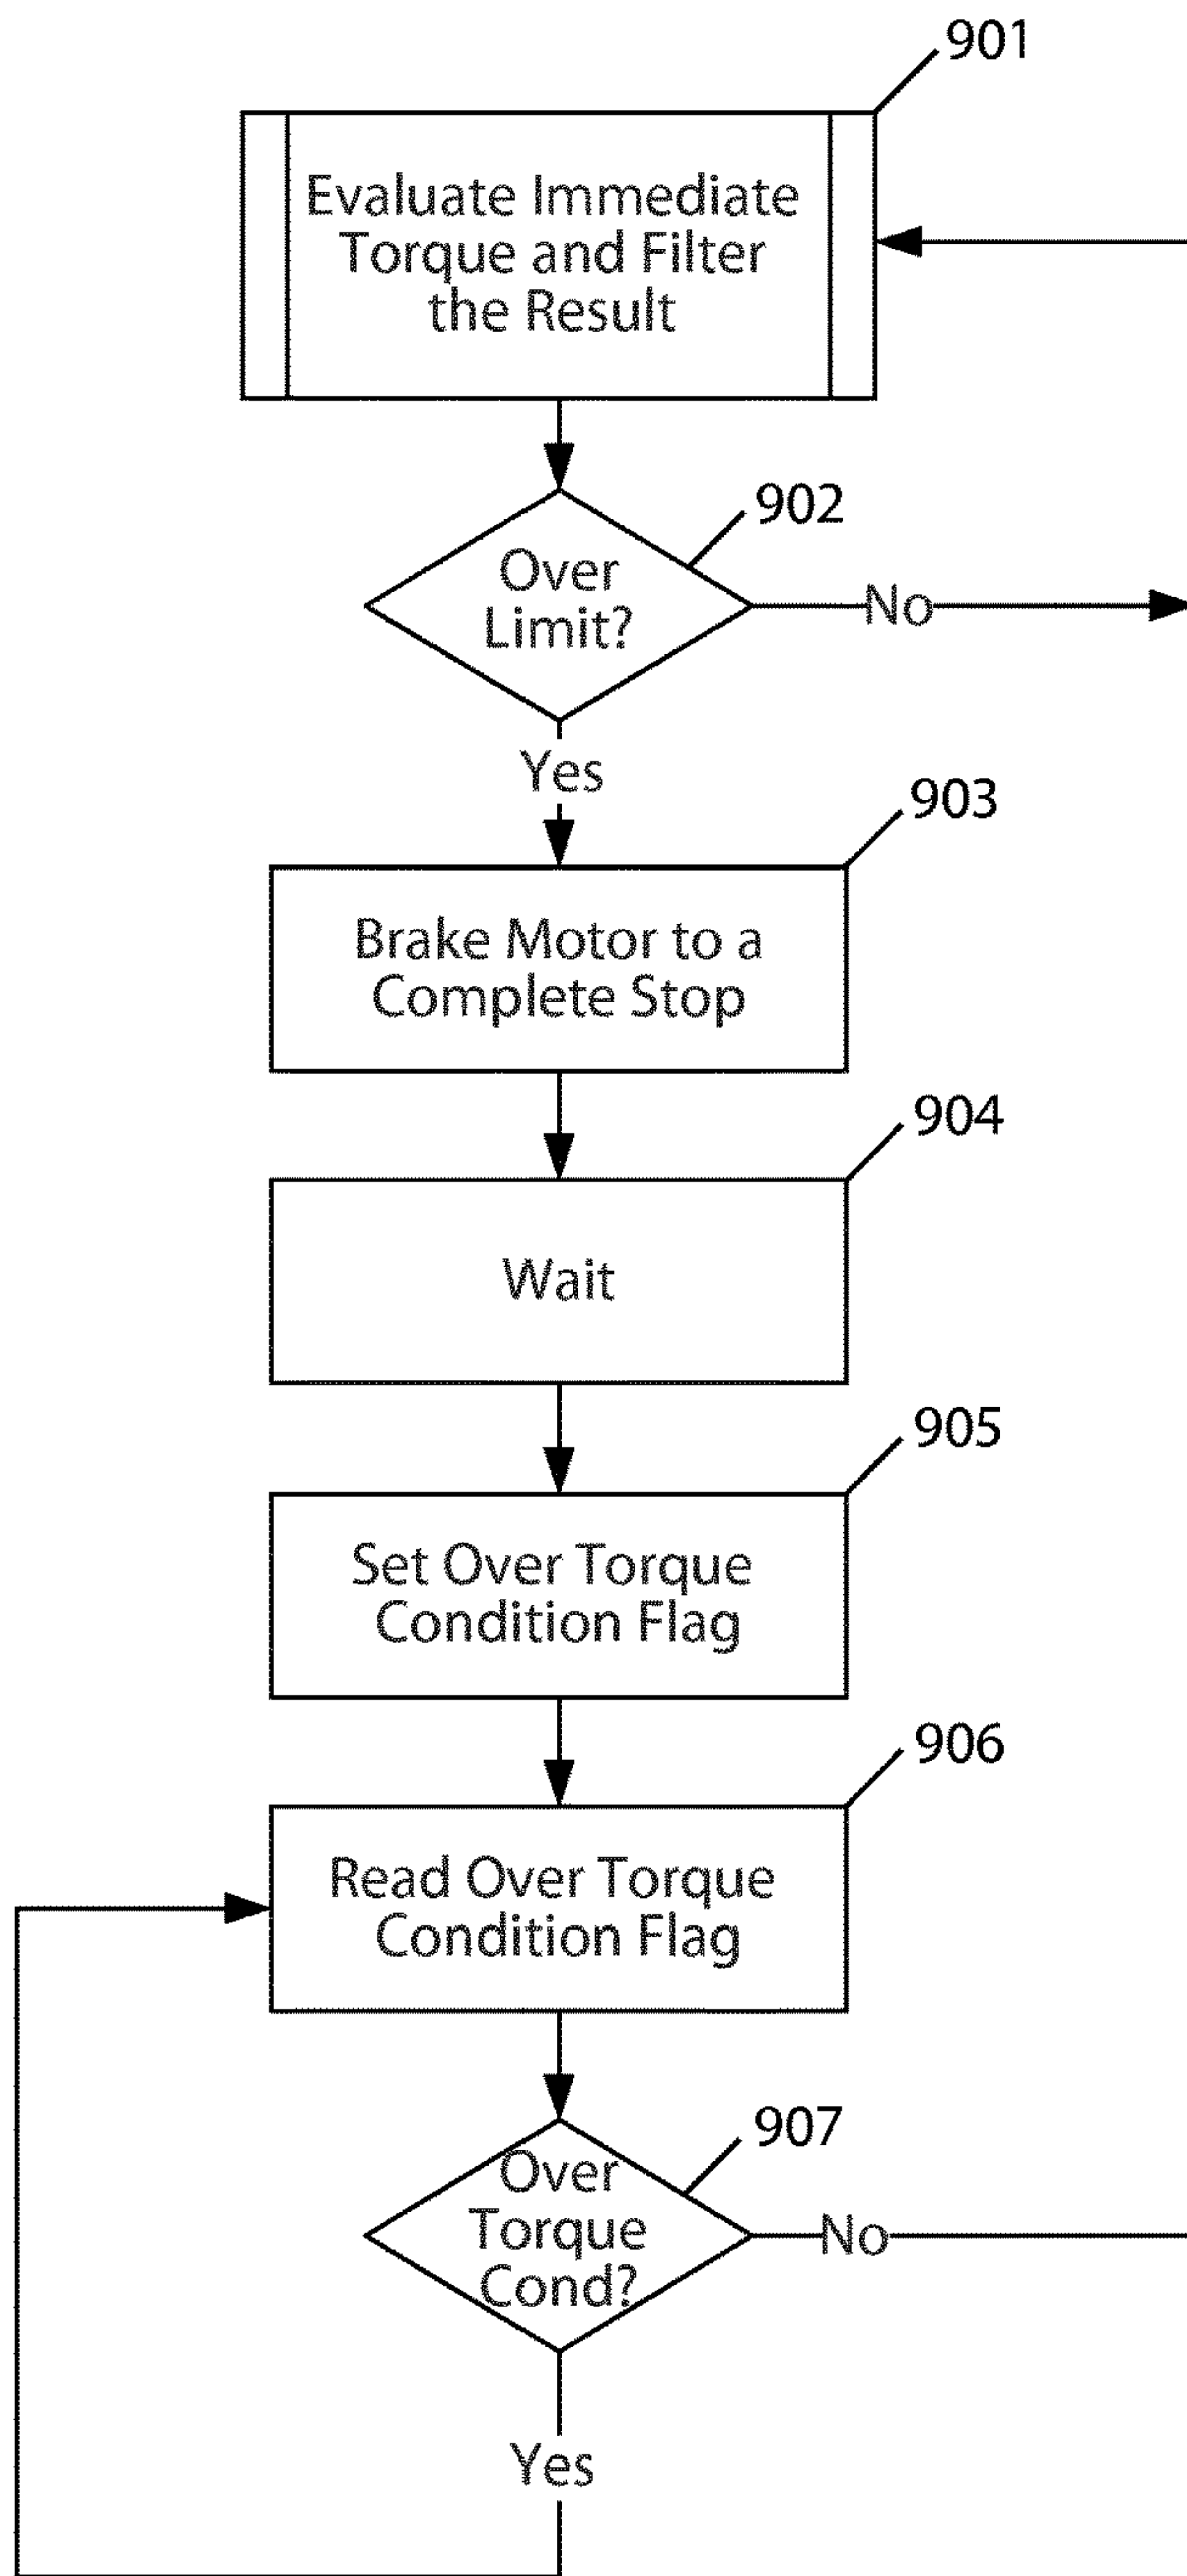 901
Evaluate Immediate
Torque and Filter
the Result
902
Over
Limit?
No
Yes
903
Brake Motor to a
Complete Stop
904
Wait
905
Set Over Torque
Condition Flag
906
Read Over Torque
Condition Flag
907
Over
Torque
Cond?
No
Yes